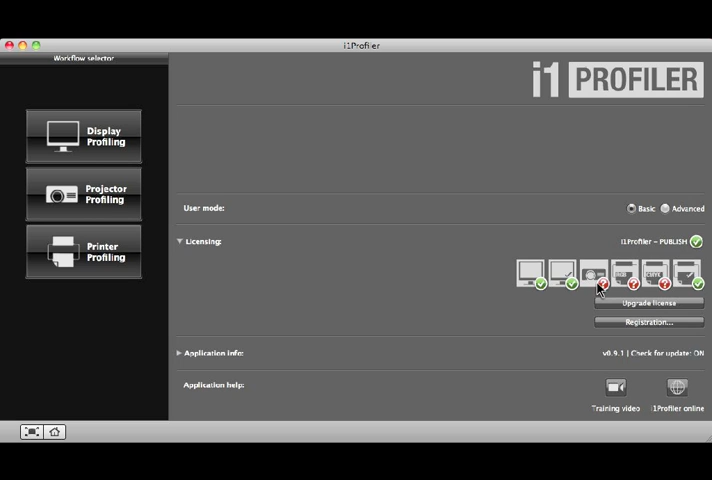 i1Profiler
Workflow selector
i1 PROFILER
Display
Profiling
Projector
Profiling
Printer
Profiling
User mode:
Basic
Advanced
Licensing:
i1Profiler - PUBLISH
RGB
CMYK
Upgrade license
Registration...
Application info:
v0.9.1 | Check for update: ON
Application help:
Training video
i1Profiler online